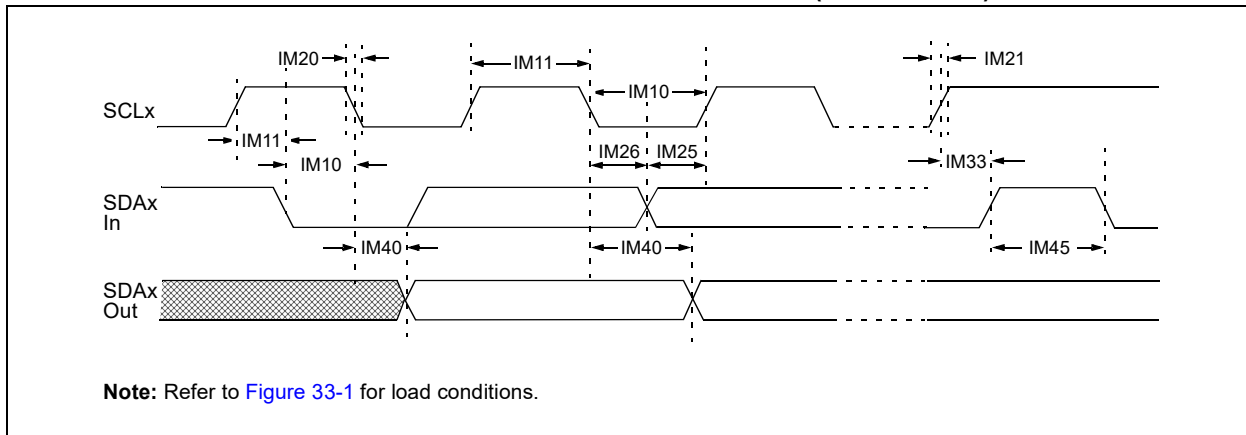 IM20
IM11
IM21
IM10
SCLx
IM11
IM26
IM25
IM10
IM33
SDAx
In
IM40
IM40
IM45
SDAx
Out
Note: Refer to Figure 33-1 for load conditions.